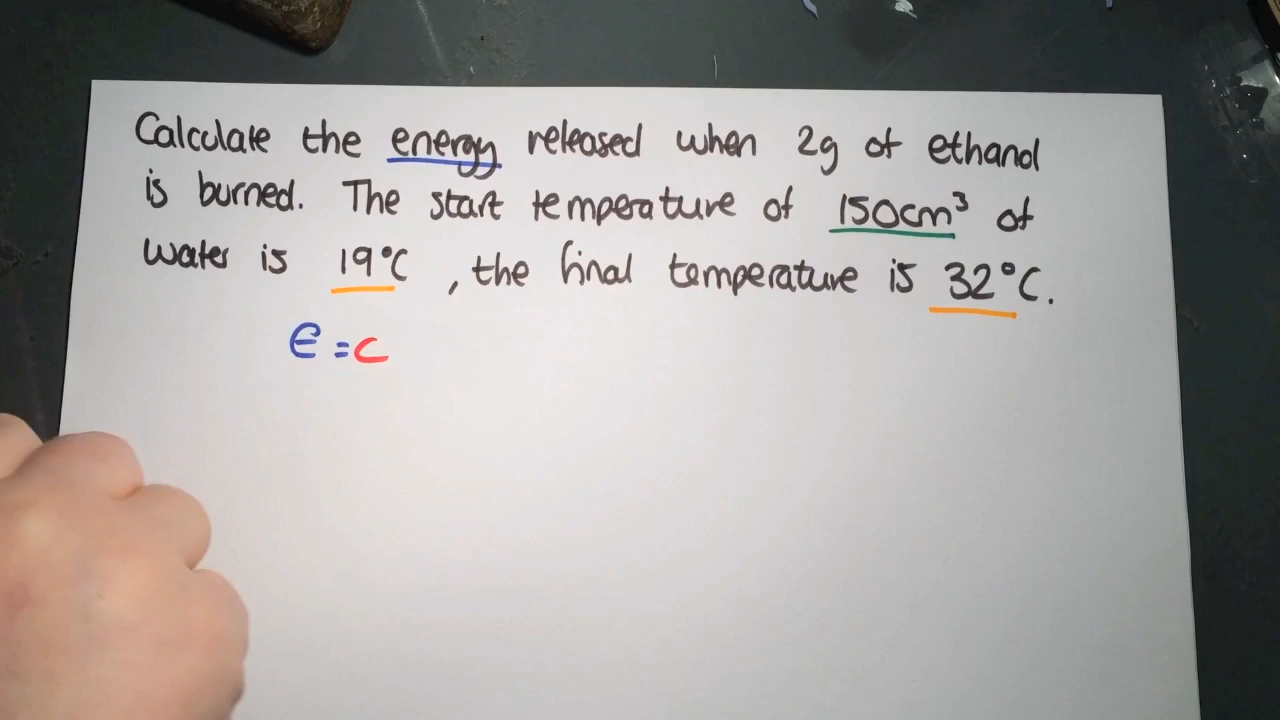 Calculate the energy released when 2g of ethanol
is burned. The start temperature of 150cm³ of
water is 19°C , the final temperature is 32°C.
E = C